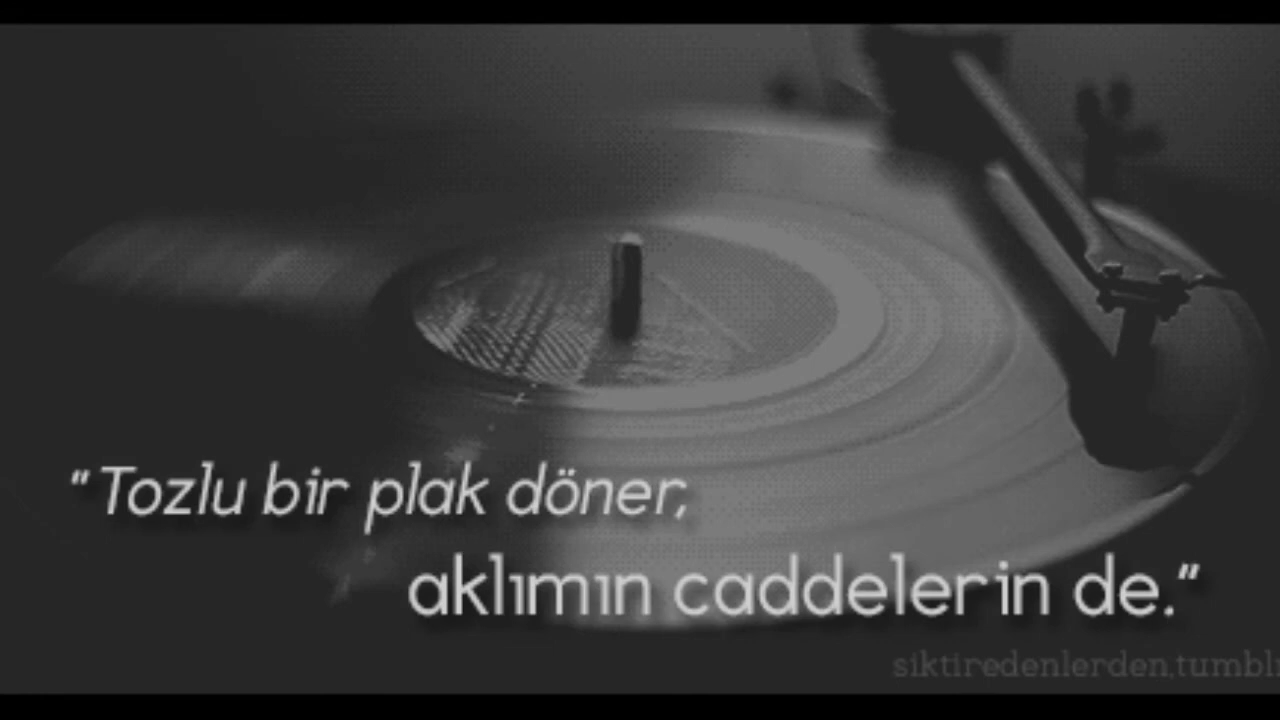 "Tozlu bir plak döner,
aklımın caddelerin de."
siktiredenlerden.tumbl